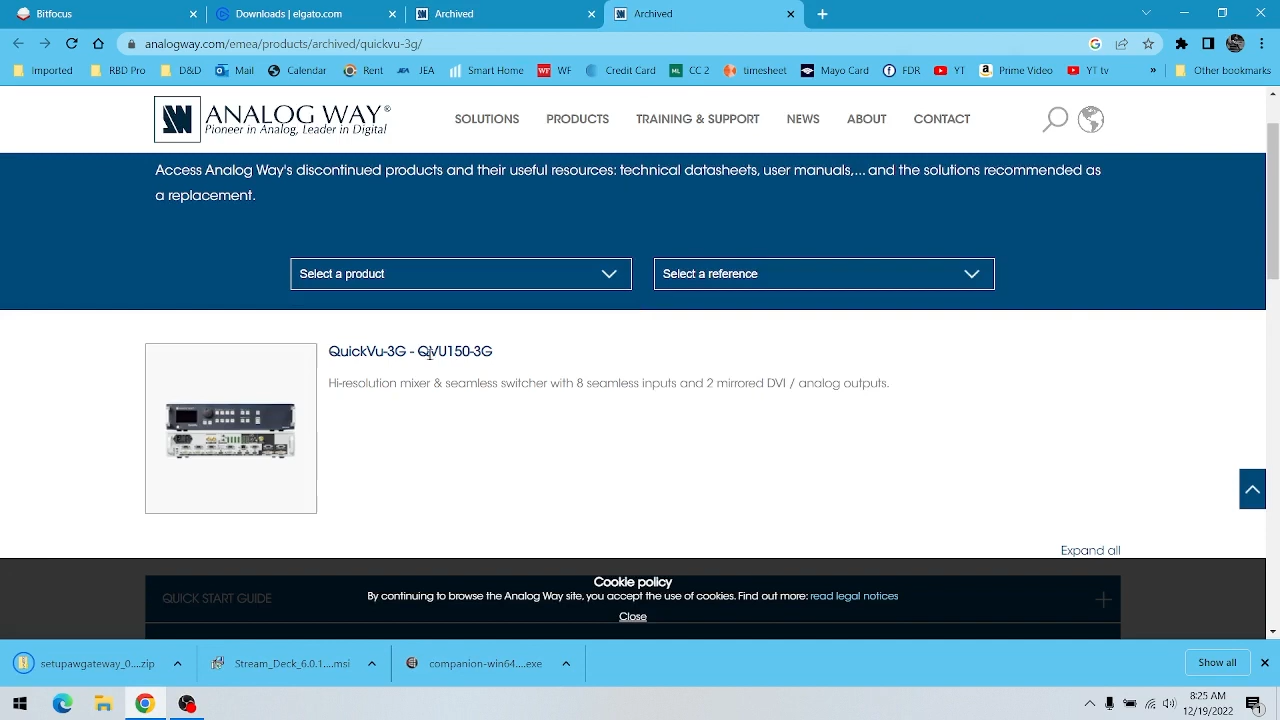 Bitfocus
Downloads | elgato.com
Archived
Archived
analogway.com/emea/products/archived/quickvu-3g/
Imported
RBD Pro
D&D
Mail
Calendar
Rent
JEA JEA
Smart Home
WF WF
Credit Card
ML CC 2
timesheet
Mayo Card
FDR
YT
a Prime Video
YT tv
»
Other bookmarks
ANALOG WAY®
Pioneer in Analog, Leader in Digital
SOLUTIONS
PRODUCTS
TRAINING & SUPPORT
NEWS
ABOUT
CONTACT
Access Analog Way's discontinued products and their useful resources: technical datasheets, user manuals,... and the solutions recommended as
a replacement.
Select a product
Select a reference
QuickVu-3G - QVU150-3G
Hi-resolution mixer & seamless switcher with 8 seamless inputs and 2 mirrored DVI / analog outputs.
Expand all
Cookie policy
QUICK START GUIDE
By continuing to browse the Analog Way site, you accept the use of cookies. Find out more: read legal notices
Close
setupawgateway_0....zip
Stream_Deck_6.0.1....msi
companion-win64....exe
Show all
8:25 AM
12/19/2022
1